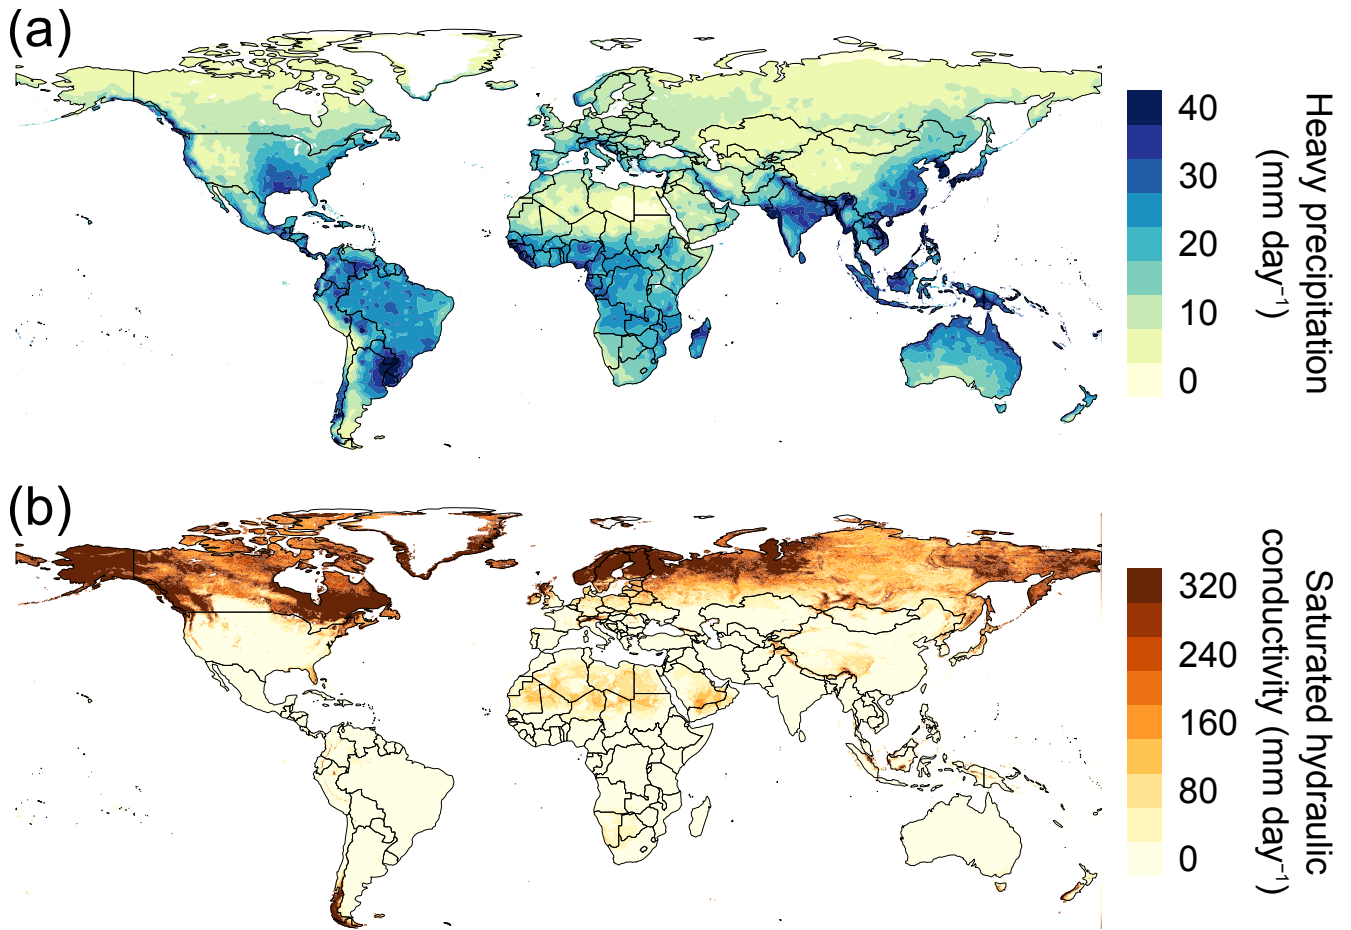 (a)
40
30
20
10
0
Heavy precipitation
(mm day⁻¹)
(b)
320
240
160
80
0
Saturated hydraulic
conductivity (mm day⁻¹)